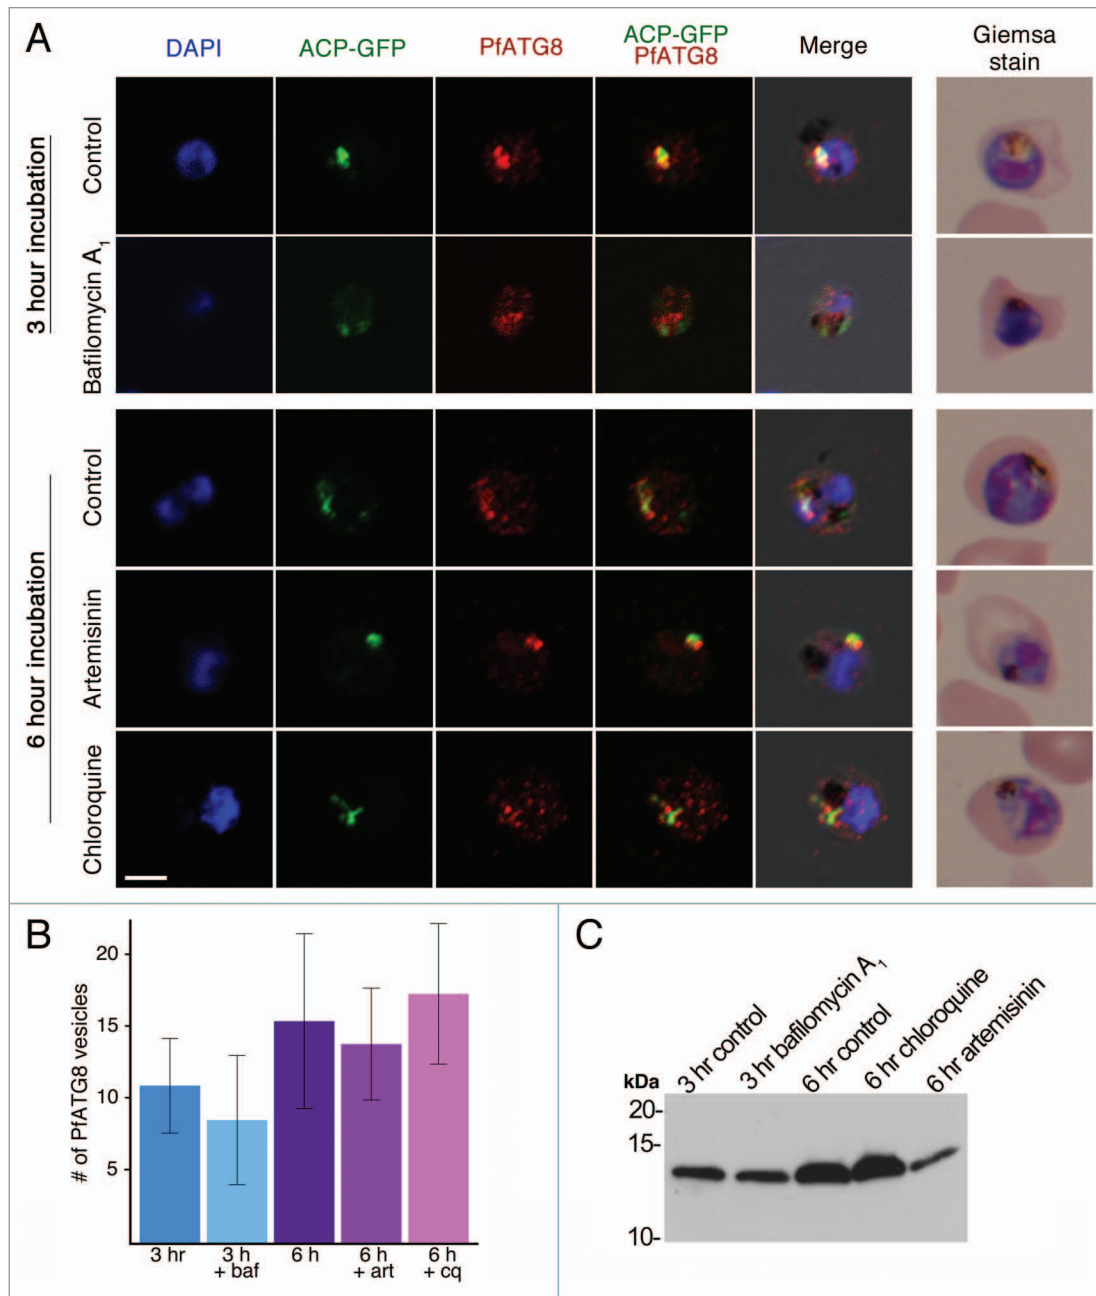 A
DAPI
ACP-GFP
PfATG8
ACP-GFP
PfATG8
Merge
Giemsa
stain
3 hour incubation
Control
Bafilomycin A₁
6 hour incubation
Control
Artemisinin
Chloroquine
B
# of PfATG8 vesicles
20
15
10
5
3 hr
3 h
+ baf
6 h
6 h
+ art
6 h
+ cq
C
3 hr control
3 hr bafilomycin A₁
6 hr control
6 hr chloroquine
6 hr artemisinin
kDa
20-
15-
10-